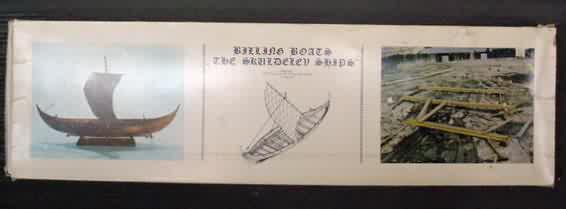 BILLING BOATS
THE SKULDELEV SHIPS